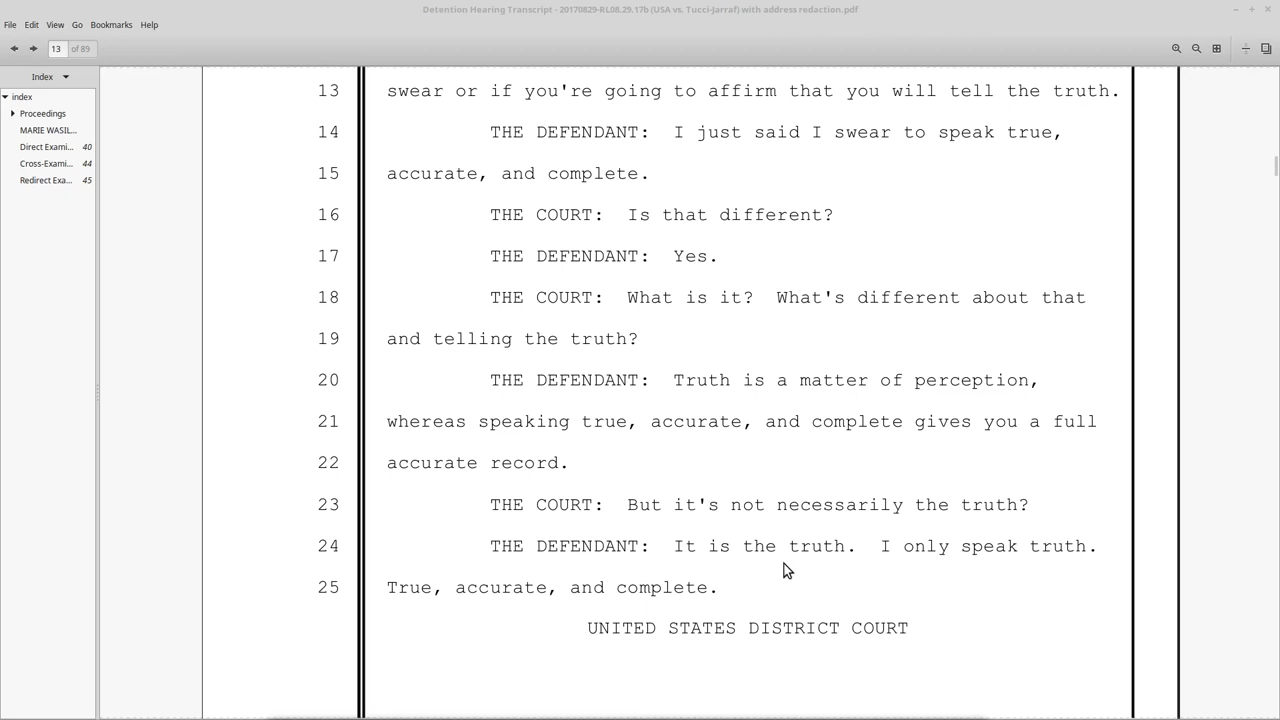 Detention Hearing Transcript - 20170829-RL08.29.17b (USA vs. Tucci-Jarraf) with address redaction.pdf
File Edit View Go Bookmarks Help
13 of 89
Index
index
Proceedings
MARIE WASIL...
Direct Exami... 40
Cross-Exami... 44
Redirect Exa... 45
13 swear or if you're going to affirm that you will tell the truth.
14 THE DEFENDANT: I just said I swear to speak true,
15 accurate, and complete.
16 THE COURT: Is that different?
17 THE DEFENDANT: Yes.
18 THE COURT: What is it? What's different about that
19 and telling the truth?
20 THE DEFENDANT: Truth is a matter of perception,
21 whereas speaking true, accurate, and complete gives you a full
22 accurate record.
23 THE COURT: But it's not necessarily the truth?
24 THE DEFENDANT: It is the truth. I only speak truth.
25 True, accurate, and complete.
UNITED STATES DISTRICT COURT